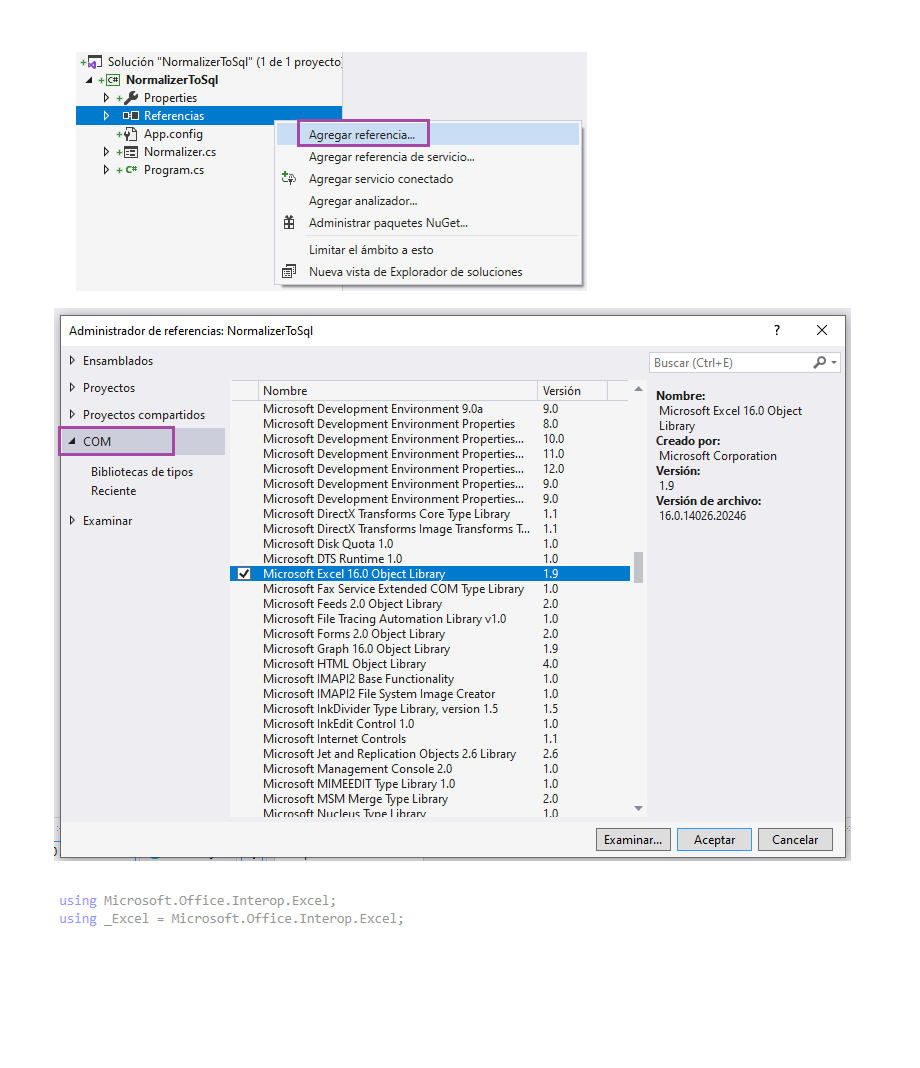 Solución "NormalizerToSql" (1 de 1 proyecto)
C# NormalizerToSql
Properties
Referencias
App.config
Normalizer.cs
C# Program.cs
Agregar referencia...
Agregar referencia de servicio...
Agregar servicio conectado
Agregar analizador...
Administrar paquetes NuGet...
Limitar el ámbito a esto
Nueva vista de Explorador de soluciones
Administrador de referencias: NormalizerToSql ?
Ensamblados
Proyectos
Proyectos compartidos
COM
Bibliotecas de tipos
Reciente
Examinar
Nombre Versión
Microsoft Development Environment 9.0a 9.0
Microsoft Development Environment Properties 8.0
Microsoft Development Environment Properties... 10.0
Microsoft Development Environment Properties... 11.0
Microsoft Development Environment Properties... 12.0
Microsoft Development Environment Properties... 9.0
Microsoft Development Environment Properties... 9.0
Microsoft DirectX Transforms Core Type Library 1.1
Microsoft DirectX Transforms Image Transforms T... 1.1
Microsoft Disk Quota 1.0 1.0
Microsoft DTS Runtime 1.0 1.0
Microsoft Excel 16.0 Object Library 1.9
Microsoft Fax Service Extended COM Type Library 1.0
Microsoft Feeds 2.0 Object Library 2.0
Microsoft File Tracing Automation Library v1.0 1.0
Microsoft Forms 2.0 Object Library 2.0
Microsoft Graph 16.0 Object Library 1.9
Microsoft HTML Object Library 4.0
Microsoft IMAPI2 Base Functionality 1.0
Microsoft IMAPI2 File System Image Creator 1.0
Microsoft InkDivider Type Library, version 1.5 1.5
Microsoft InkEdit Control 1.0 1.0
Microsoft Internet Controls 1.1
Microsoft Jet and Replication Objects 2.6 Library 2.6
Microsoft Management Console 2.0 1.0
Microsoft MIMEEDIT Type Library 1.0 1.0
Microsoft MSM Merge Type Library 2.0
Microsoft Nucleus Type Library 1.0
Buscar (Ctrl+E)
Nombre:
Microsoft Excel 16.0 Object
Library
Creado por:
Microsoft Corporation
Versión:
1.9
Versión de archivo:
16.0.14026.20246
Examinar... Aceptar Cancelar
using Microsoft.Office.Interop.Excel;
using _Excel = Microsoft.Office.Interop.Excel;